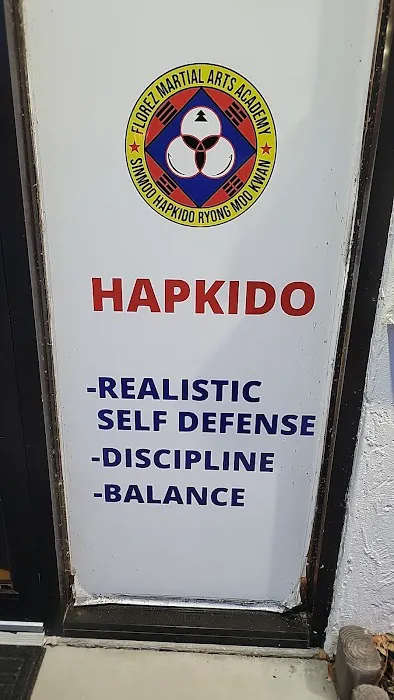 FLOREZ MARTIAL ARTS ACADEMY
SINMOO HAPKIDO RYONG MOO KWAN
HAPKIDO
-REALISTIC
SELF DEFENSE
-DISCIPLINE
-BALANCE